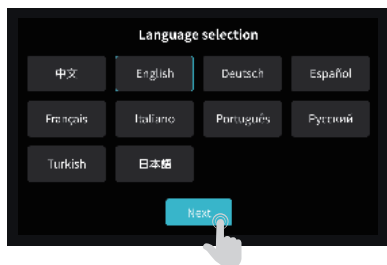 Language selection
中文 English Deutsch Español
Français Italiano Português Русский
Turkish 日本語
Next